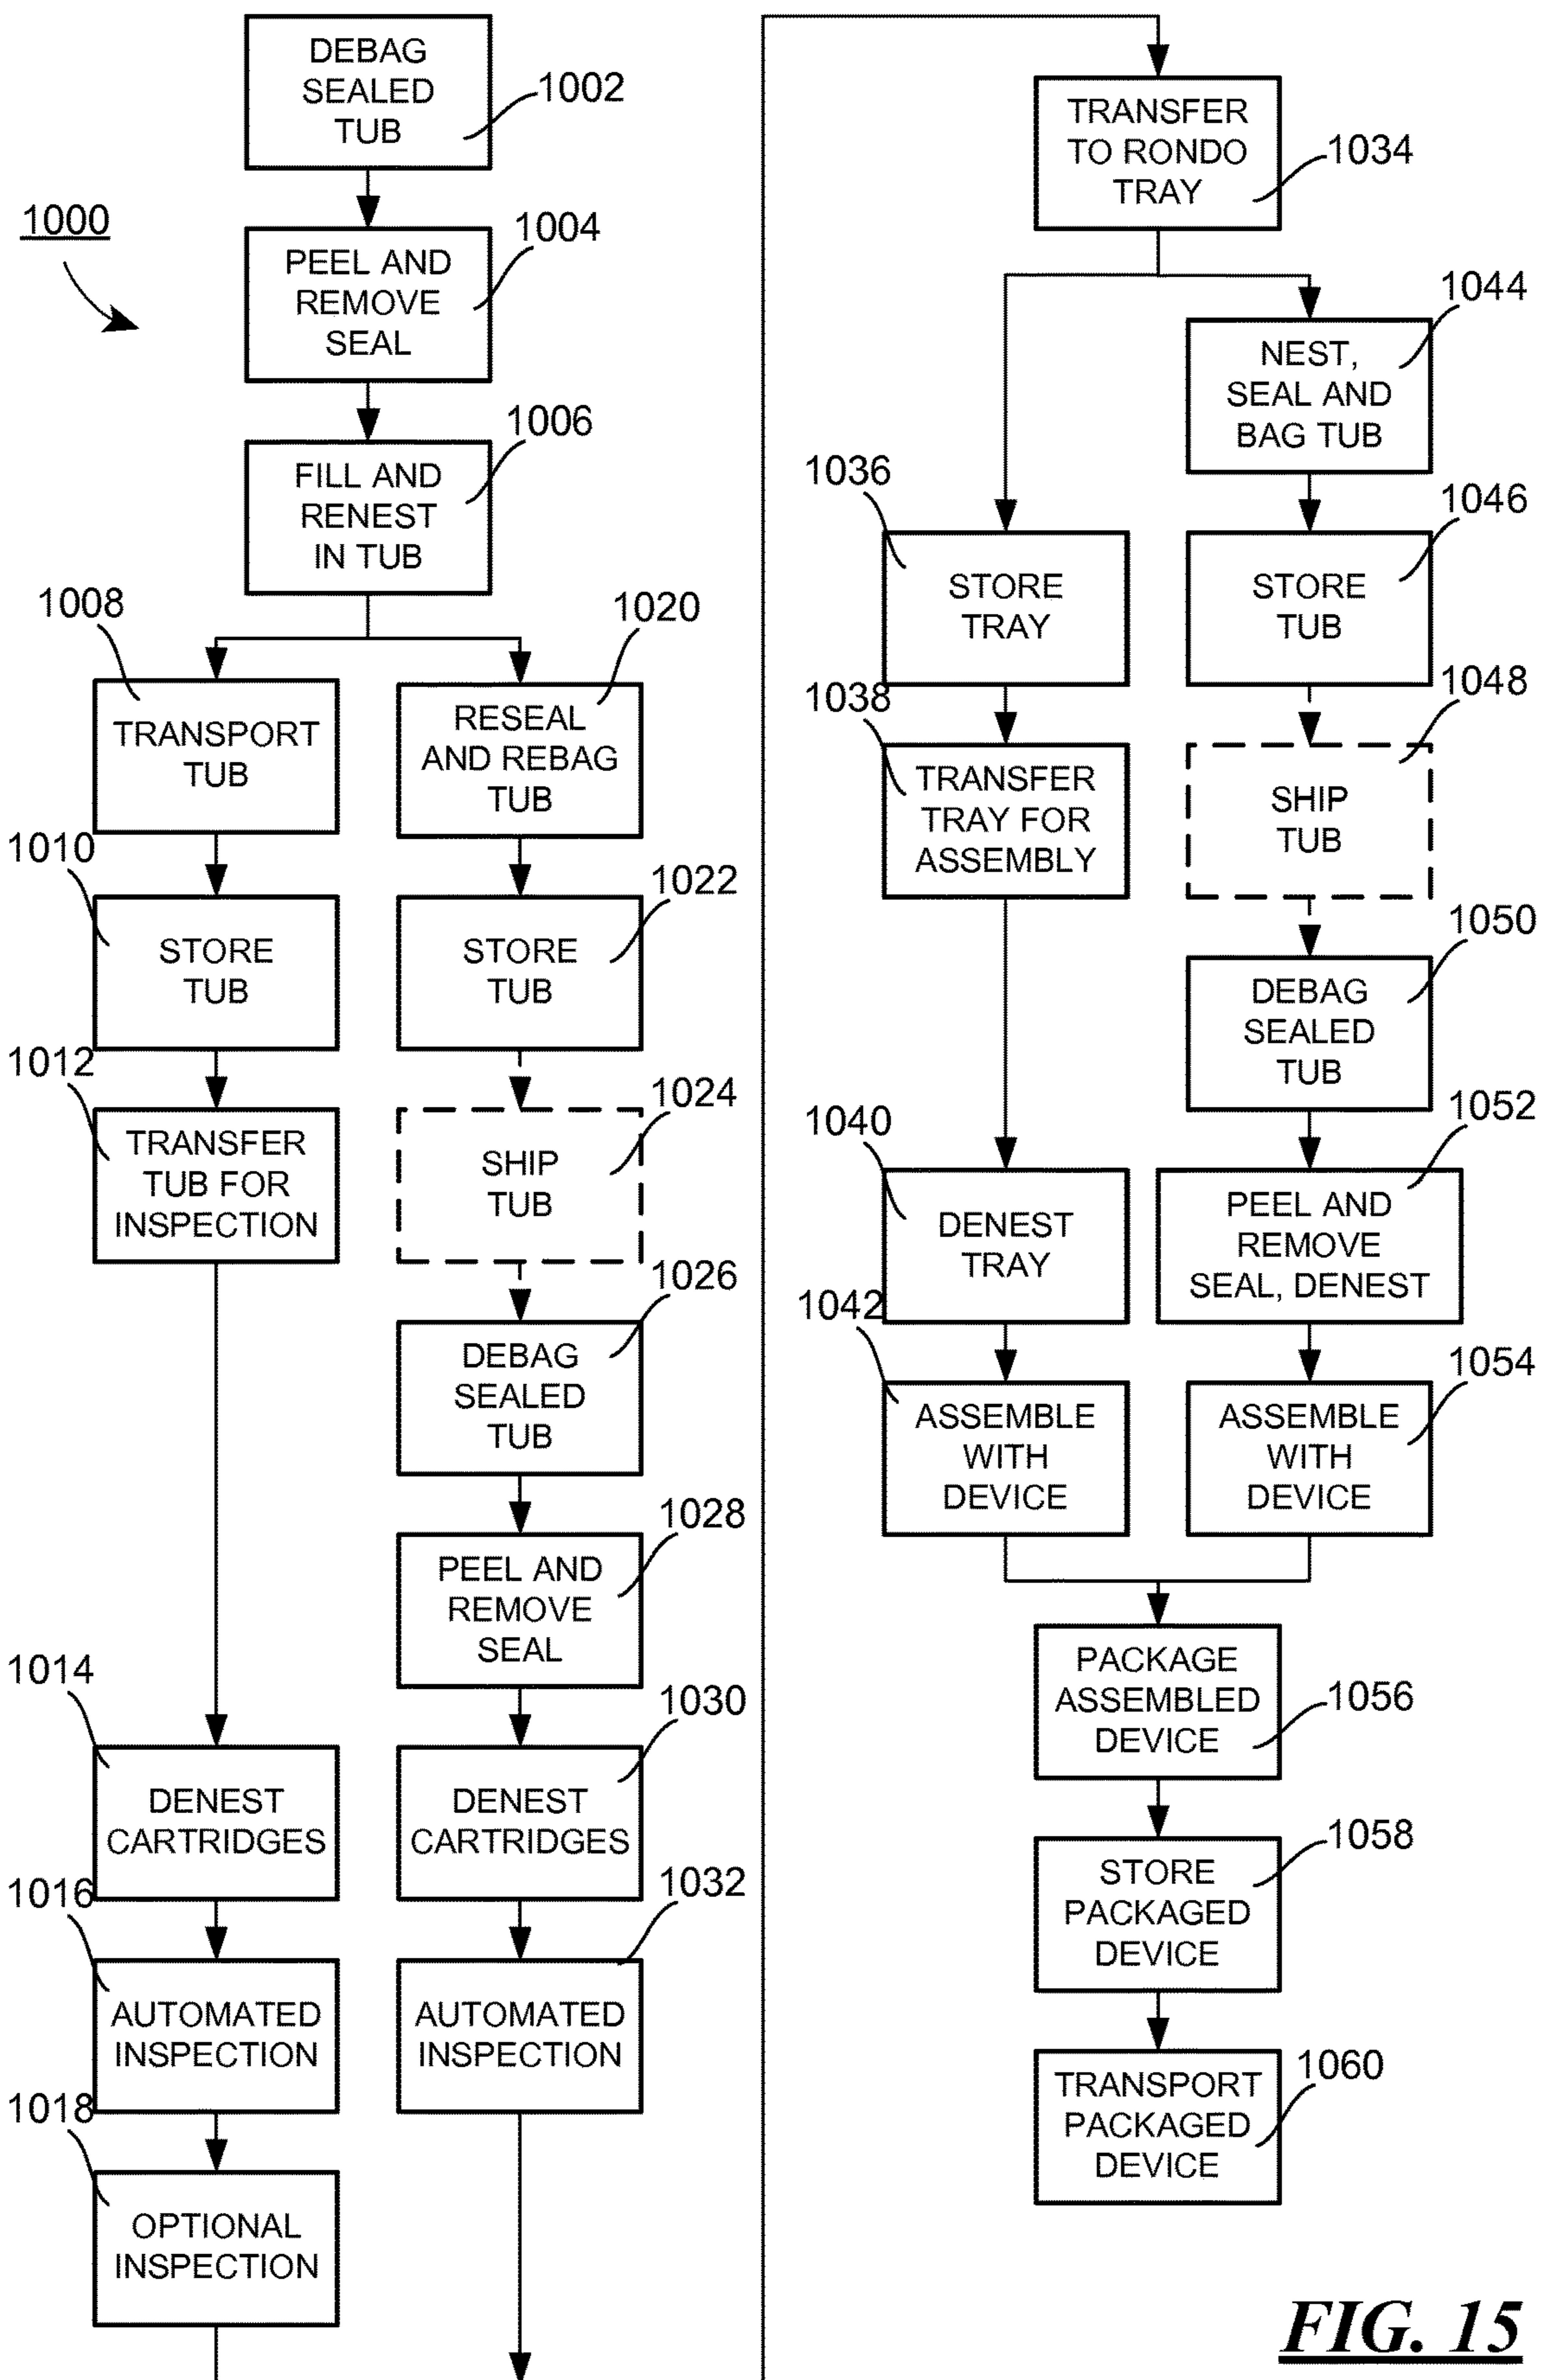 DEBAG
SEALED
TUB
1002
1000
1004
PEEL AND
REMOVE
SEAL
1006
FILL AND
RENEST
IN TUB
1008
TRANSPORT
TUB
1010
STORE
TUB
1012
TRANSFER
TUB FOR
INSPECTION
1014
DENEST
CARTRIDGES
1016
AUTOMATED
INSPECTION
1018
OPTIONAL
INSPECTION
1020
RESEAL
AND REBAG
TUB
1022
STORE
TUB
1024
SHIP
TUB
1026
DEBAG
SEALED
TUB
1028
PEEL AND
REMOVE
SEAL
1030
DENEST
CARTRIDGES
1032
AUTOMATED
INSPECTION
TRANSFER
TO RONDO
TRAY
1034
1036
STORE
TRAY
1038
TRANSFER
TRAY FOR
ASSEMBLY
1040
DENEST
TRAY
1042
ASSEMBLE
WITH
DEVICE
1044
NEST,
SEAL AND
BAG TUB
1046
STORE
TUB
1048
SHIP
TUB
1050
DEBAG
SEALED
TUB
1052
PEEL AND
REMOVE
SEAL, DENEST
1054
ASSEMBLE
WITH
DEVICE
PACKAGE
ASSEMBLED
DEVICE
1056
1058
STORE
PACKAGED
DEVICE
1060
TRANSPORT
PACKAGED
DEVICE
FIG. 15